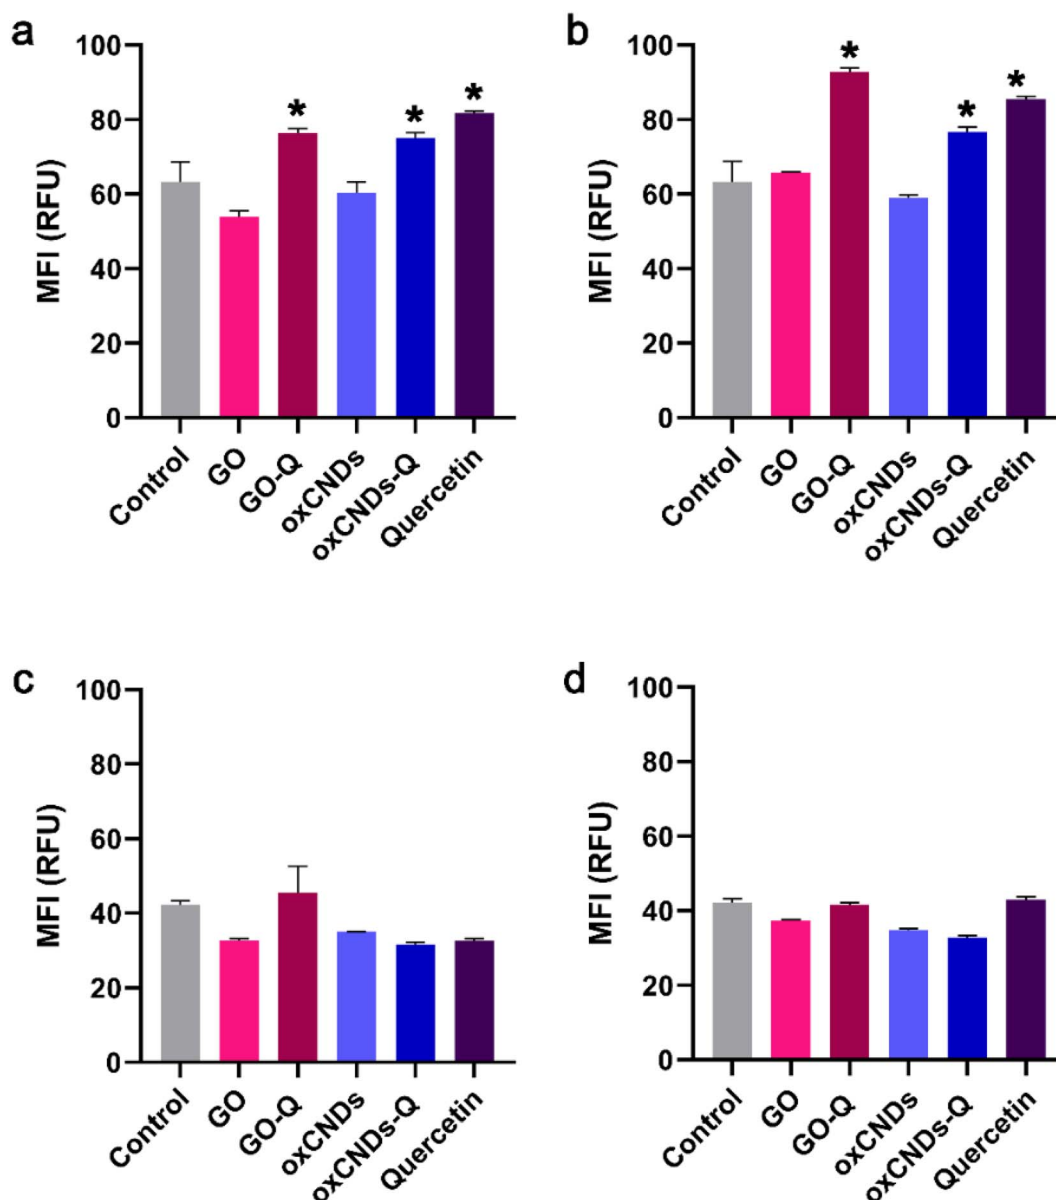 a
MFI (RFU)
100
80
60
40
20
0
*
*
*
Control
GO
GO-Q
oxCNDs
oxCNDs-Q
Quercetin
b
MFI (RFU)
100
80
60
40
20
0
*
*
*
Control
GO
GO-Q
oxCNDs
oxCNDs-Q
Quercetin
c
MFI (RFU)
100
80
60
40
20
0
Control
GO
GO-Q
oxCNDs
oxCNDs-Q
Quercetin
d
MFI (RFU)
100
80
60
40
20
0
Control
GO
GO-Q
oxCNDs
oxCNDs-Q
Quercetin